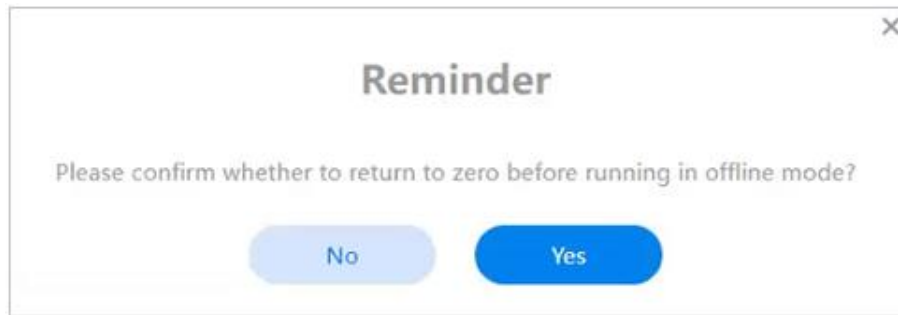 Reminder
Please confirm whether to return to zero before running in offline mode?
No
Yes